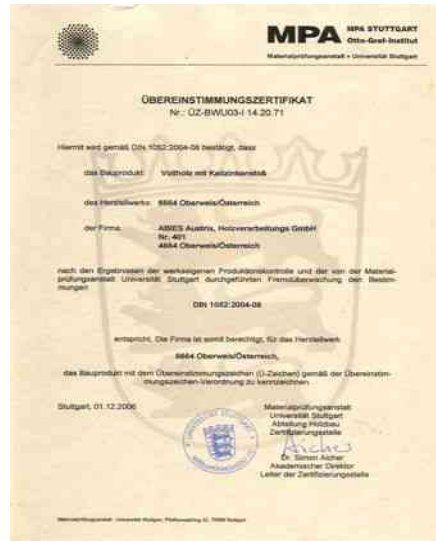 MPA MPA STUTTGART
Otto-Graf-Institut
Materialprüfungsanstalt • Universität Stuttgart
ÜBEREINSTIMMUNGSZERTIFIKAT
Nr.: ÜZ-BWU03-I 14.20.71
Hiermit wird gemäß DIN 1052:2004-08 bestätigt, dass
das Bauprodukt: Vollholz mit Keilzinkenstoß
des Herstellwerks: 6664 Oberweis/Österreich
der Firma: ABIES Austria, Holzverarbeitungs GmbH
Nr. 401
4664 Oberweis/Österreich
nach den Ergebnissen der werkseigenen Produktionskontrolle und der von der Material-
prüfungsanstalt Universität Stuttgart durchgeführten Fremdüberwachung den Bestim-
mungen
DIN 1052:2004-08
entspricht. Die Firma ist somit berechtigt, für das Herstellwerk
6664 Oberweis/Österreich,
das Bauprodukt mit dem Übereinstimmungszeichen (Ü-Zeichen) gemäß der Übereinstim-
mungszeichen-Verordnung zu kennzeichnen.
Stuttgart, 01.12.2006
Materialprüfungsanstalt
Universität Stuttgart
Abteilung Holzbau
Zertifizierungsstelle
Aicher
Dr. Simon Aicher
Akademischer Direktor
Leiter der Zertifizierungsstelle